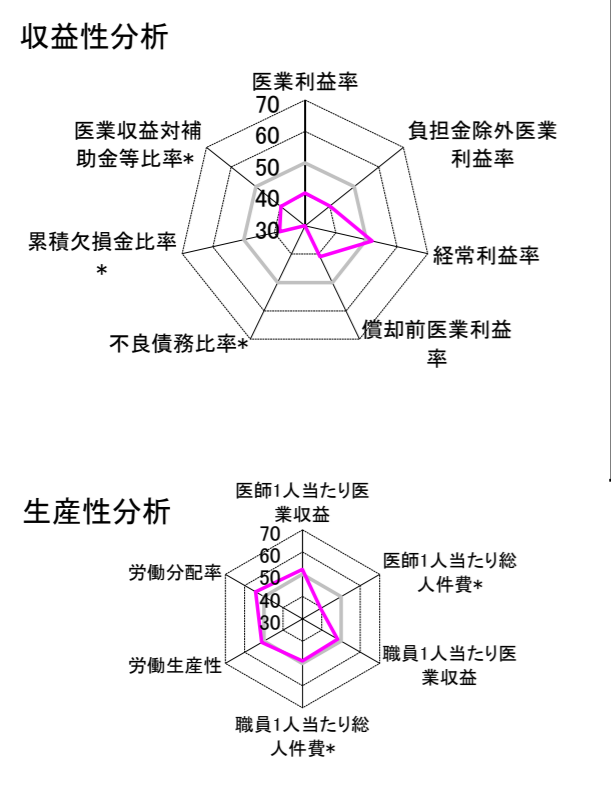 収益性分析
医業利益率
70
60
50
40
30
負担金除外医業
利益率
経常利益率
償却前医業利益
率
不良債務比率*
累積欠損金比率
*
医業収益対補
助金等比率*
生産性分析
医師1人当たり医
業収益
70
60
50
40
30
医師1人当たり総
人件費*
職員1人当たり医
業収益
職員1人当たり総
人件費*
労働生産性
労働分配率